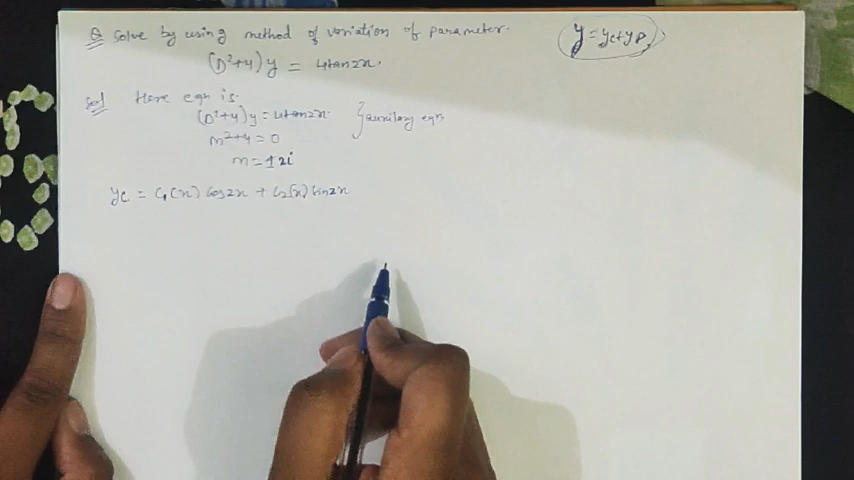 Q Solve by using method of variation of parameter.
(D²+4)y = 4tan2x.
y = yc+yp
Sol Here eqn is.
(D²+4)y = 4tan2x.
m²+4 = 0
m = ±2i
} auxilary eqn
yc = C₁(x) Cos2x + C₂(x) Sin2x